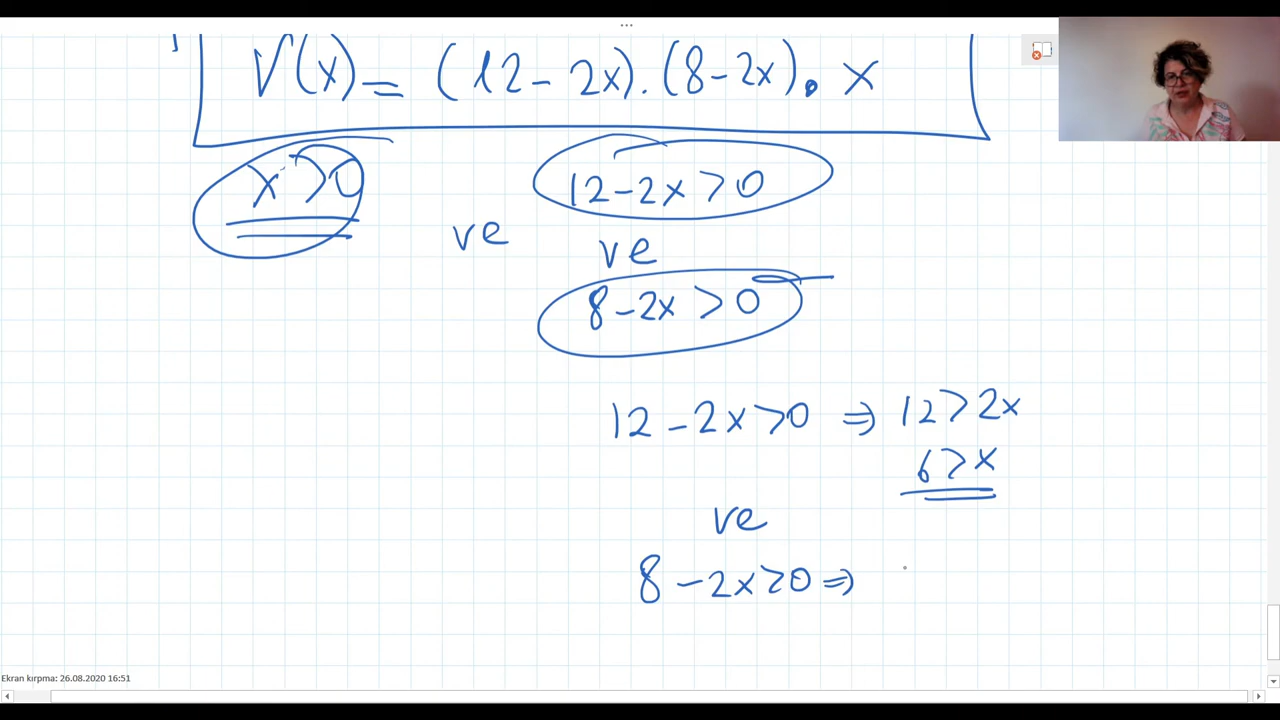 V(x) = (12 - 2x).(8 - 2x). x
x > 0 ve 12 - 2x > 0
ve
8 - 2x > 0
12 - 2x > 0 ⇒ 12 > 2x
6 > x
ve
8 - 2x > 0 ⇒
Ekran kırpma: 26.08.2020 16:51